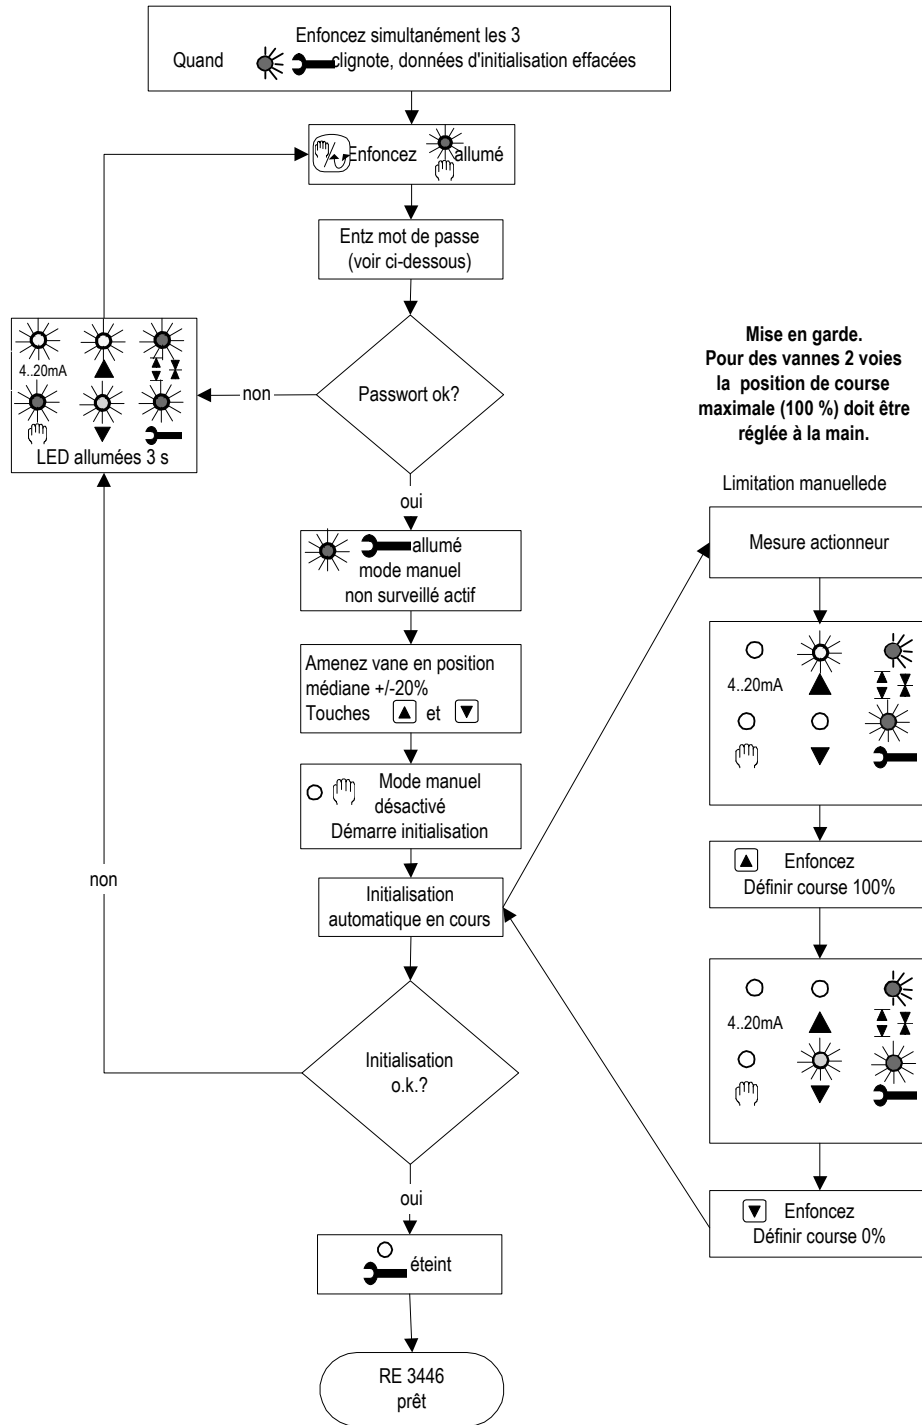 Enfoncez simultanément les 3
Quand clignote, données d'initialisation effacées
Enfoncez allumé
Entz mot de passe
(voir ci-dessous)
Passwort ok?
non
4..20mA
LED allumées 3 s
oui
allumé
mode manuel
non surveillé actif
Amenez vane en position
médiane +/-20%
Touches et
Mode manuel
désactivé
Démarre initialisation
Initialisation
automatique en cours
non
Initialisation
o.k.?
oui
éteint
RE 3446
prêt
Mise en garde.
Pour des vannes 2 voies
la position de course
maximale (100 %) doit être
réglée à la main.
Limitation manuellede
Mesure actionneur
4..20mA
Enfoncez
Définir course 100%
4..20mA
Enfoncez
Définir course 0%